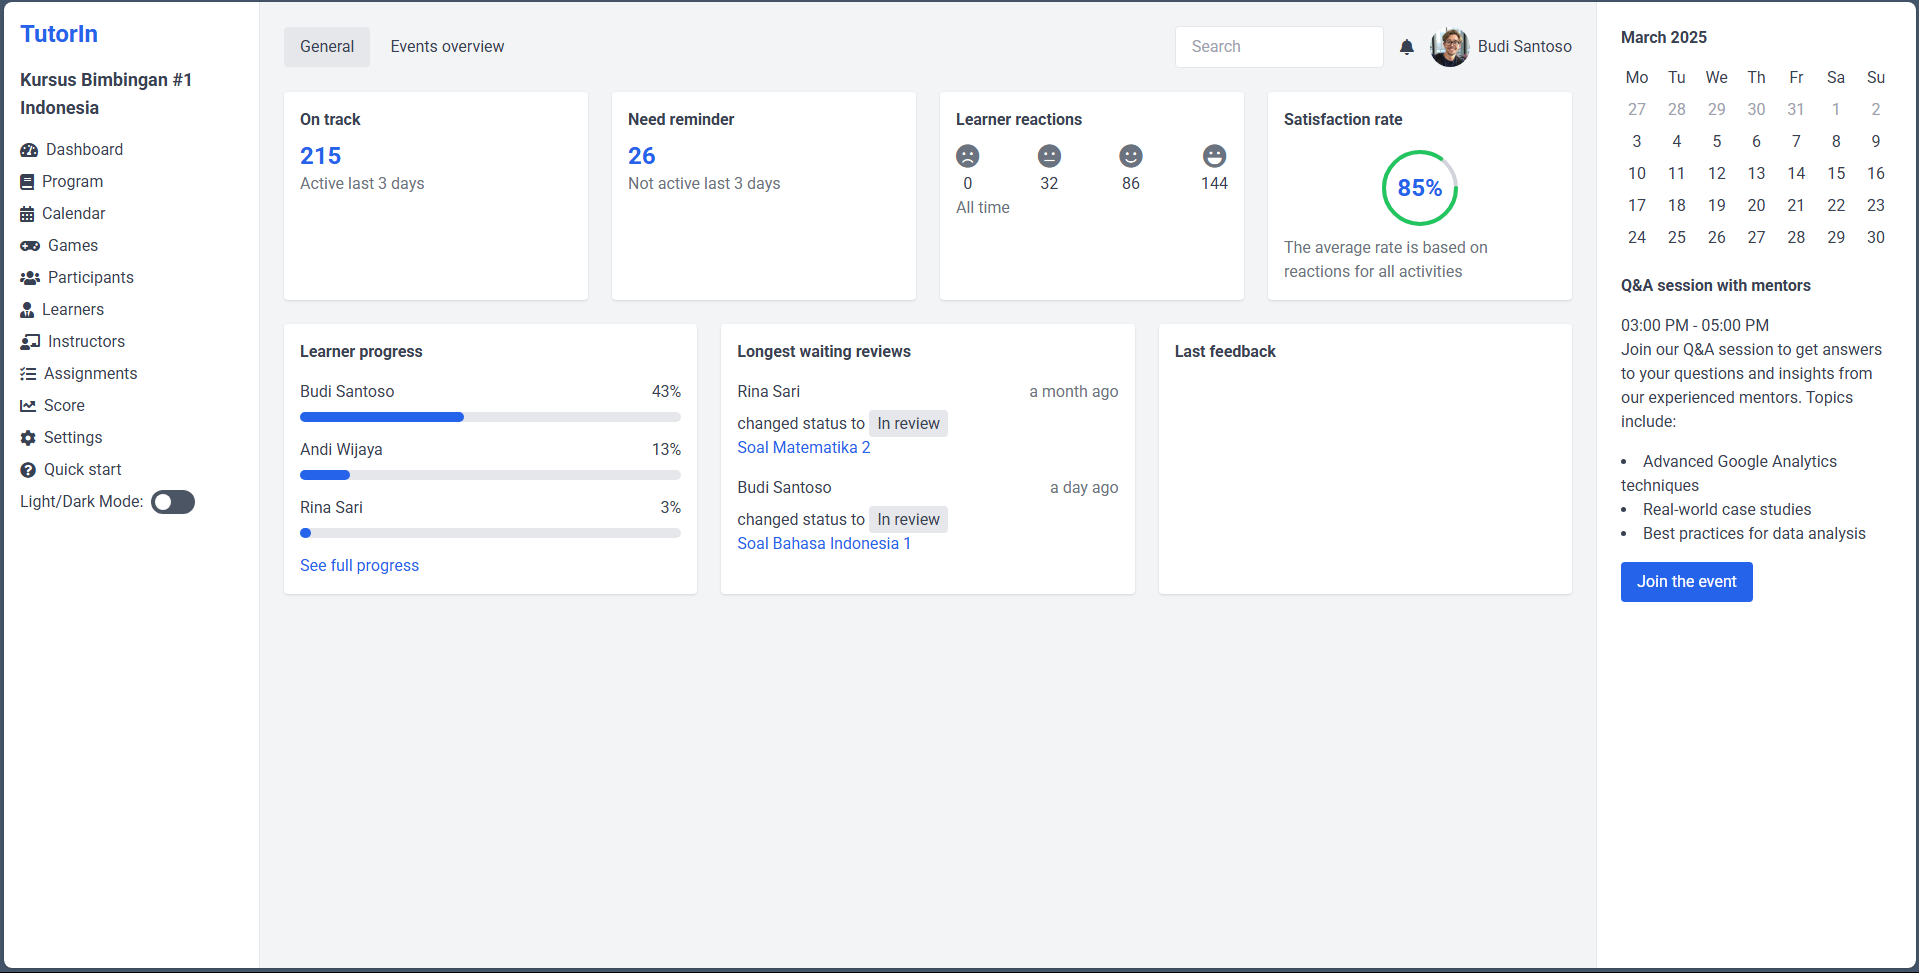 TutorIn
Kursus Bimbingan #1
Indonesia
Dashboard
Program
Calendar
Games
Participants
Learners
Instructors
Assignments
Score
Settings
Quick start
Light/Dark Mode:
General
Events overview
Search
Budi Santoso
On track
215
Active last 3 days
Need reminder
26
Not active last 3 days
Learner reactions
0 32 86 144
All time
Satisfaction rate
85%
The average rate is based on
reactions for all activities
Learner progress
Budi Santoso 43%
Andi Wijaya 13%
Rina Sari 3%
See full progress
Longest waiting reviews
Rina Sari a month ago
changed status to In review
Soal Matematika 2
Budi Santoso a day ago
changed status to In review
Soal Bahasa Indonesia 1
Last feedback
March 2025
Mo Tu We Th Fr Sa Su
27 28 29 30 31 1 2
3 4 5 6 7 8 9
10 11 12 13 14 15 16
17 18 19 20 21 22 23
24 25 26 27 28 29 30
Q&A session with mentors
03:00 PM - 05:00 PM
Join our Q&A session to get answers
to your questions and insights from
our experienced mentors. Topics
include:
• Advanced Google Analytics
techniques
• Real-world case studies
• Best practices for data analysis
Join the event